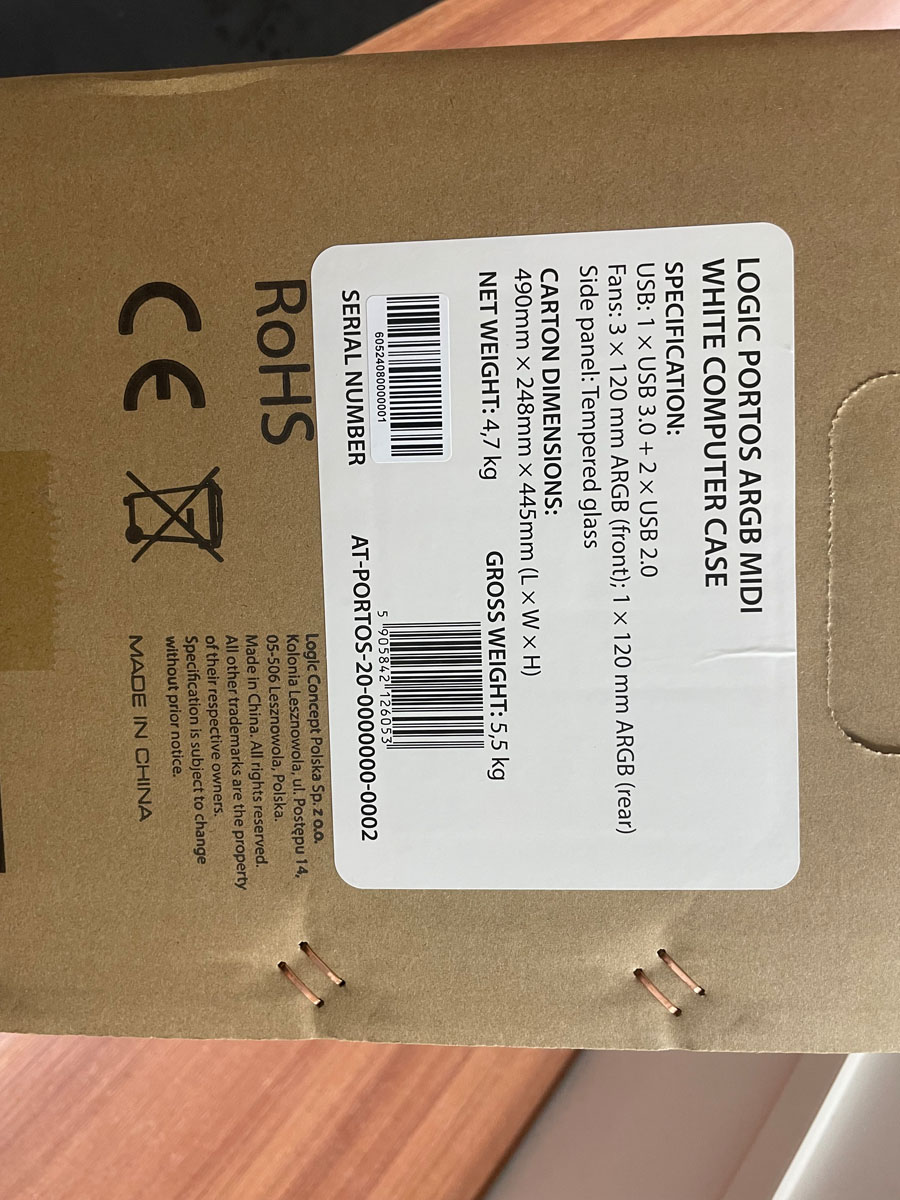 LOGIC PORTOS ARGB MIDI
WHITE COMPUTER CASE
SPECIFICATION:
USB: 1 × USB 3.0 + 2 × USB 2.0
Fans: 3 × 120 mm ARGB (front); 1 × 120 mm ARGB (rear)
Side panel: Tempered glass
CARTON DIMENSIONS:
490mm × 248mm × 445mm (L × W × H)
NET WEIGHT: 4,7 kg GROSS WEIGHT: 5,5 kg
60524080000001
5 905842 126053
SERIAL NUMBER
AT-PORTOS-20-0000000-0002
RoHS
CE
Logic Concept Polska Sp. z o.o.
Kolonia Lesznowola, ul. Postępu 14,
05-506 Lesznowola, Polska.
Made in China. All rights reserved.
All other trademarks are the property
of their respective owners.
Specification is subject to change
without prior notice.
MADE IN CHINA